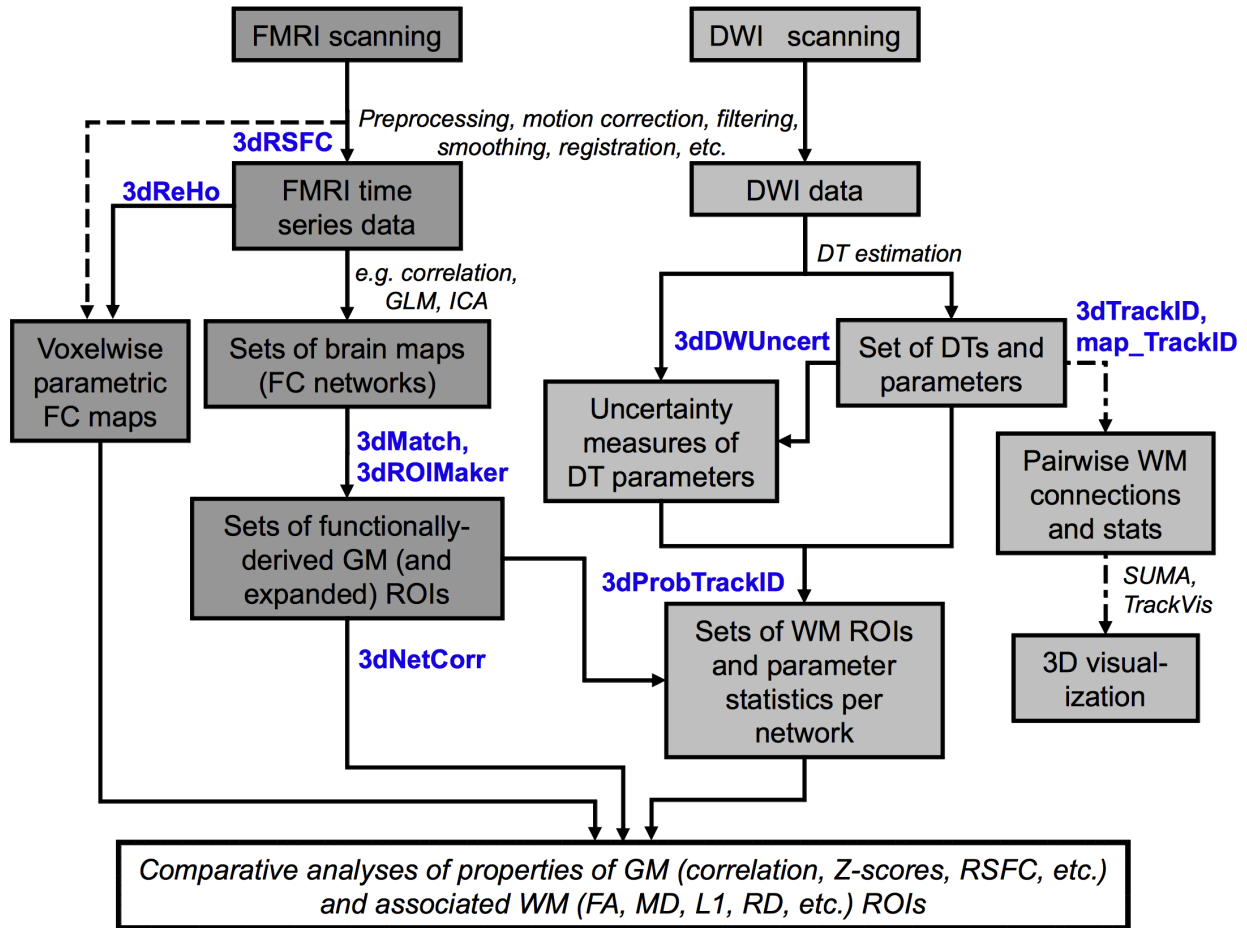 FMRI scanning
DWI scanning
Preprocessing, motion correction, filtering,
smoothing, registration, etc.
3dRSFC
3dReHo
FMRI time
series data
DWI data
e.g. correlation,
GLM, ICA
DT estimation
Voxelwise
parametric
FC maps
Sets of brain maps
(FC networks)
3dDWUncert
Set of DTs and
parameters
3dTrackID,
map_TrackID
Uncertainty
measures of
DT parameters
3dMatch,
3dROIMaker
Pairwise WM
connections
and stats
Sets of functionally-
derived GM (and
expanded) ROIs
3dProbTrackID
SUMA,
TrackVis
Sets of WM ROIs
and parameter
statistics per
network
3dNetCorr
3D visual-
ization
Comparative analyses of properties of GM (correlation, Z-scores, RSFC, etc.)
and associated WM (FA, MD, L1, RD, etc.) ROIs